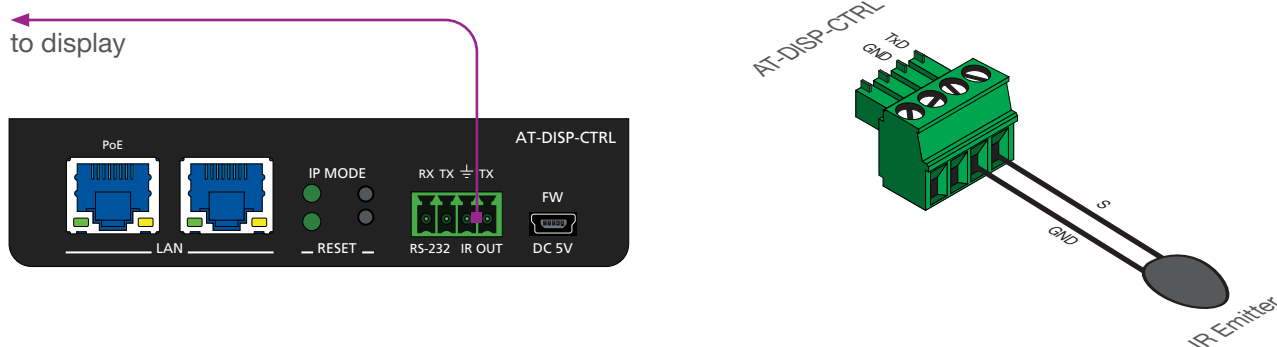 to display
AT-DISP-CTRL
PoE
IP MODE
RX TX ⏚ TX
FW
LAN
RESET
RS-232 IR OUT
DC 5V
AT-DISP-CTRL
TxD
GND
S
GND
IR Emitter